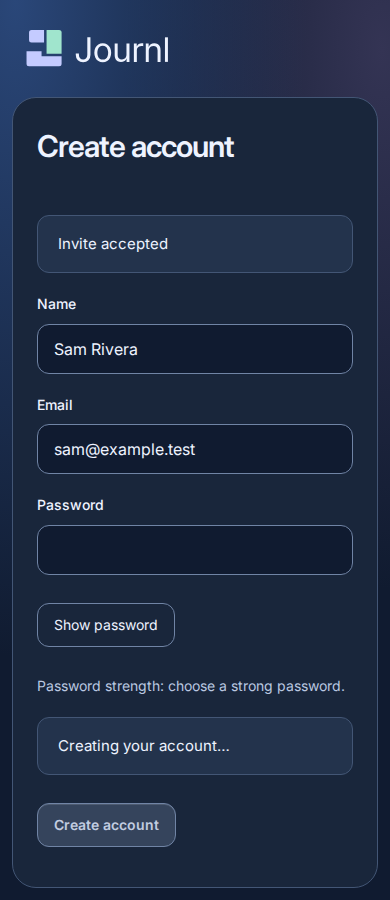 Journl
Create account
Invite accepted
Name
Sam Rivera
Email
sam@example.test
Password
Show password
Password strength: choose a strong password.
Creating your account...
Create account